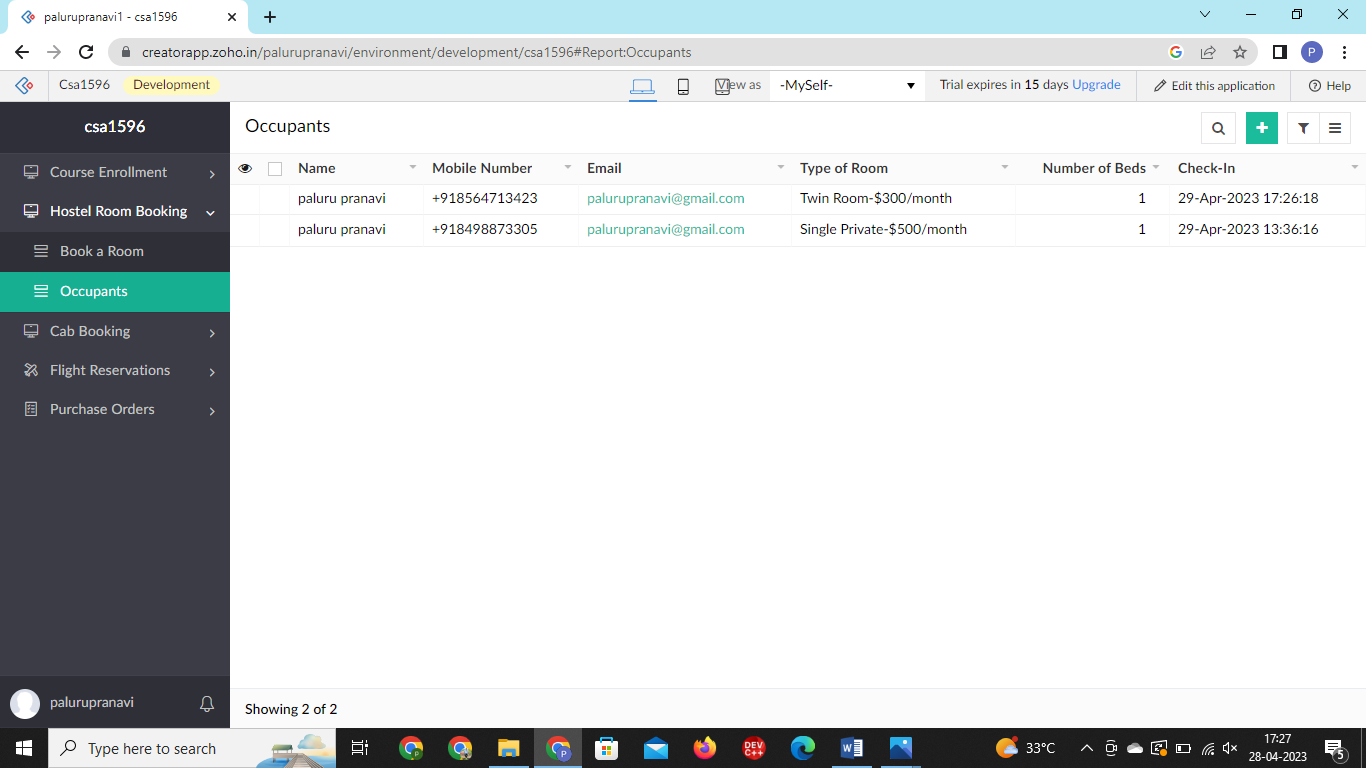 palurupranavi1 - csa1596
creatorapp.zoho.in/palurupranavi/environment/development/csa1596#Report:Occupants
P
Csa1596 Development View as -MySelf- Trial expires in 15 days Upgrade Edit this application Help
csa1596
Course Enrollment
Hostel Room Booking
Book a Room
Occupants
Cab Booking
Flight Reservations
Purchase Orders
palurupranavi
Occupants
Name Mobile Number Email Type of Room Number of Beds Check-In
paluru pranavi +918564713423 palurupranavi@gmail.com Twin Room-$300/month 1 29-Apr-2023 17:26:18
paluru pranavi +918498873305 palurupranavi@gmail.com Single Private-$500/month 1 29-Apr-2023 13:36:16
Showing 2 of 2
Type here to search
DEV
C++
33°C
17:27
28-04-2023
5